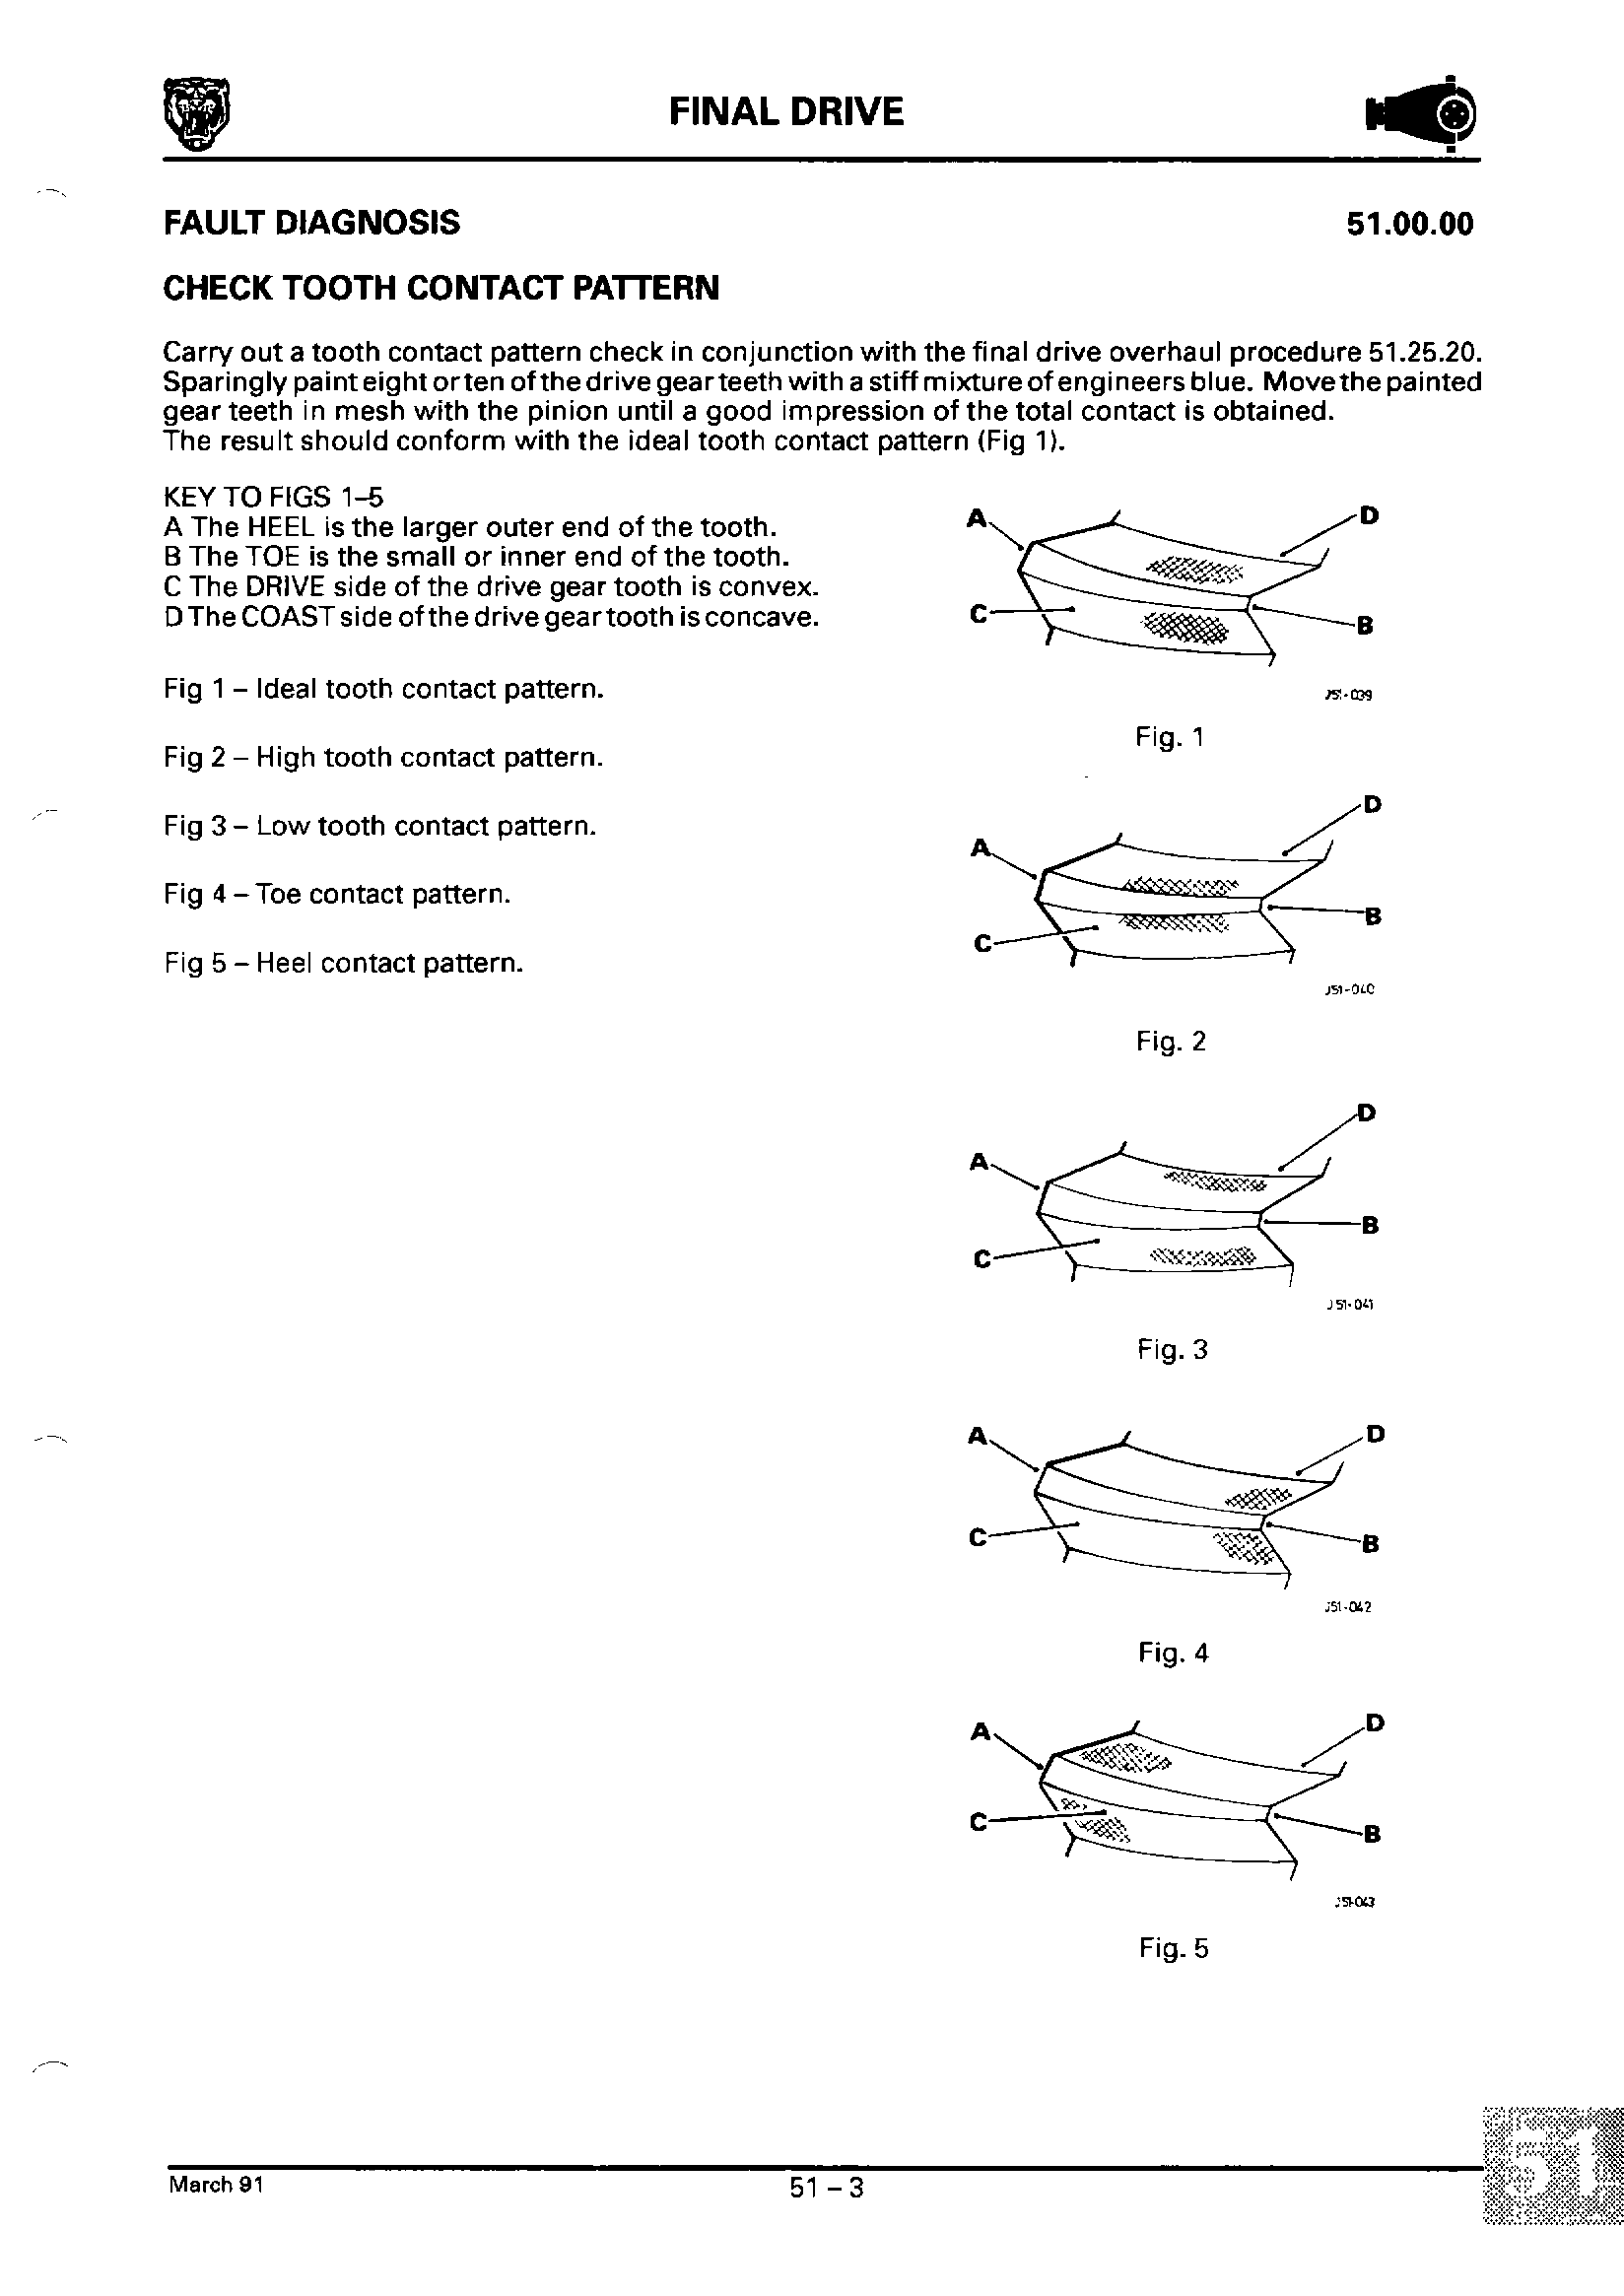 FINAL DRIVE
FAULT DIAGNOSIS 51.00.00
CHECK TOOTH CONTACT PATTERN
Carry out a tooth contact pattern check in conjunction with the final drive overhaul procedure 51.25.20.
Sparingly paint eight or ten of the drive gear teeth with a stiff mixture of engineers blue. Move the painted
gear teeth in mesh with the pinion until a good impression of the total contact is obtained.
The result should conform with the ideal tooth contact pattern (Fig 1).
KEY TO FIGS 1–5
A The HEEL is the larger outer end of the tooth.
B The TOE is the small or inner end of the tooth.
C The DRIVE side of the drive gear tooth is convex.
D The COAST side of the drive gear tooth is concave.
Fig 1 – Ideal tooth contact pattern.
Fig 2 – High tooth contact pattern.
Fig 3 – Low tooth contact pattern.
Fig 4 – Toe contact pattern.
Fig 5 – Heel contact pattern.
A
D
C
B
J51-039
Fig. 1
D
A
B
C
J51-040
Fig. 2
D
A
B
C
J51-041
Fig. 3
A
D
C
B
J51-042
Fig. 4
A
D
C
B
J51-043
Fig. 5
51
March 91
51 – 3